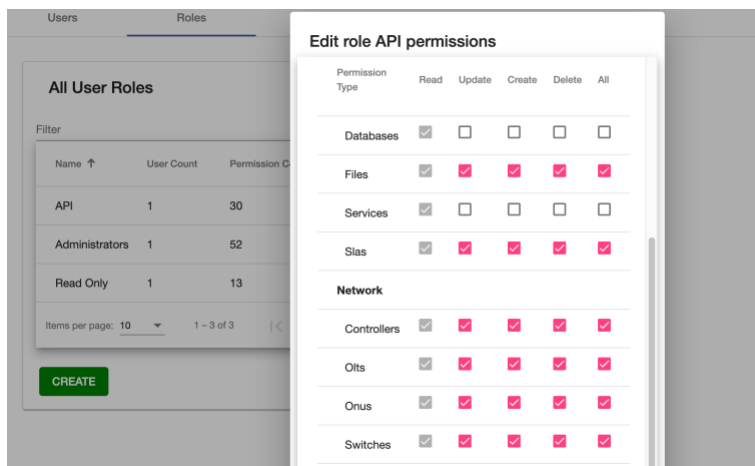 Users Roles
Edit role API permissions
All User Roles
Filter
Name User Count Permission C
API 1 30
Administrators 1 52
Read Only 1 13
Items per page: 10 1 – 3 of 3
CREATE
Permission Type Read Update Create Delete All
Databases
Files
Services
Slas
Network
Controllers
Olts
Onus
Switches